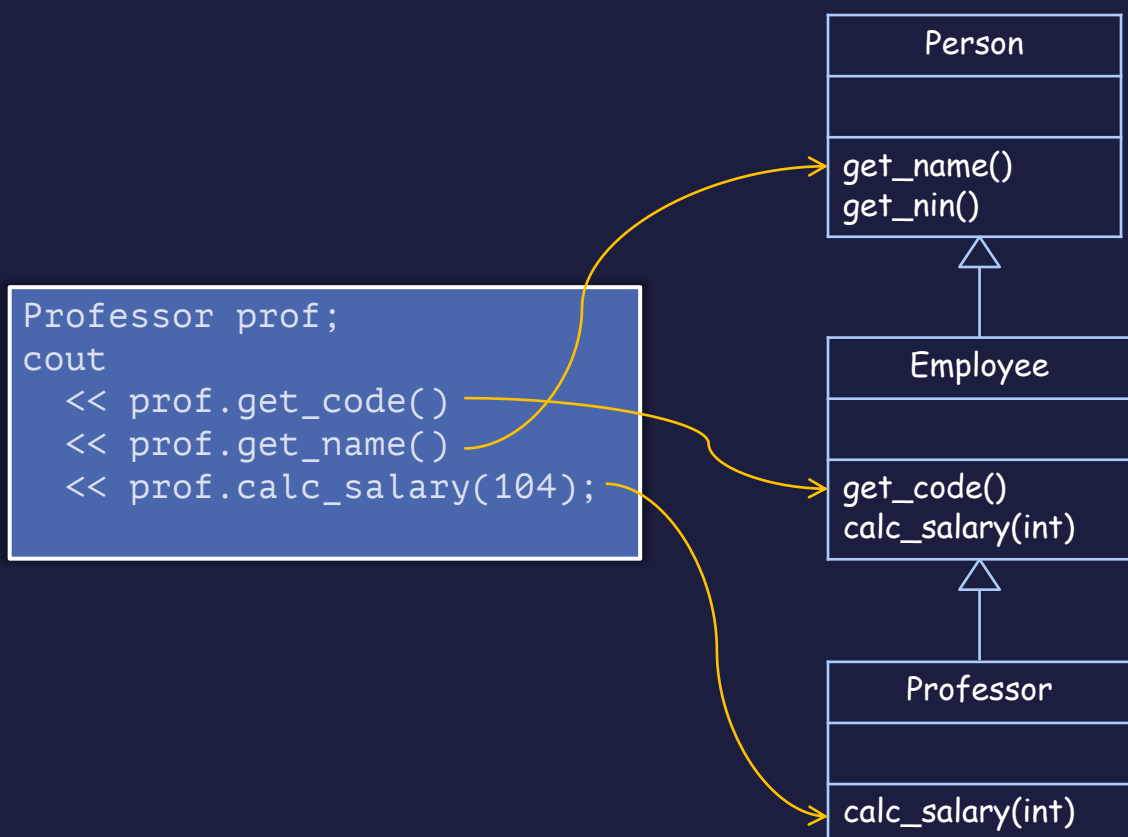 Person
get_name()
get_nin()
Professor prof;
cout
<< prof.get_code()
<< prof.get_name()
<< prof.calc_salary(104);
Employee
get_code()
calc_salary(int)
Professor
calc_salary(int)